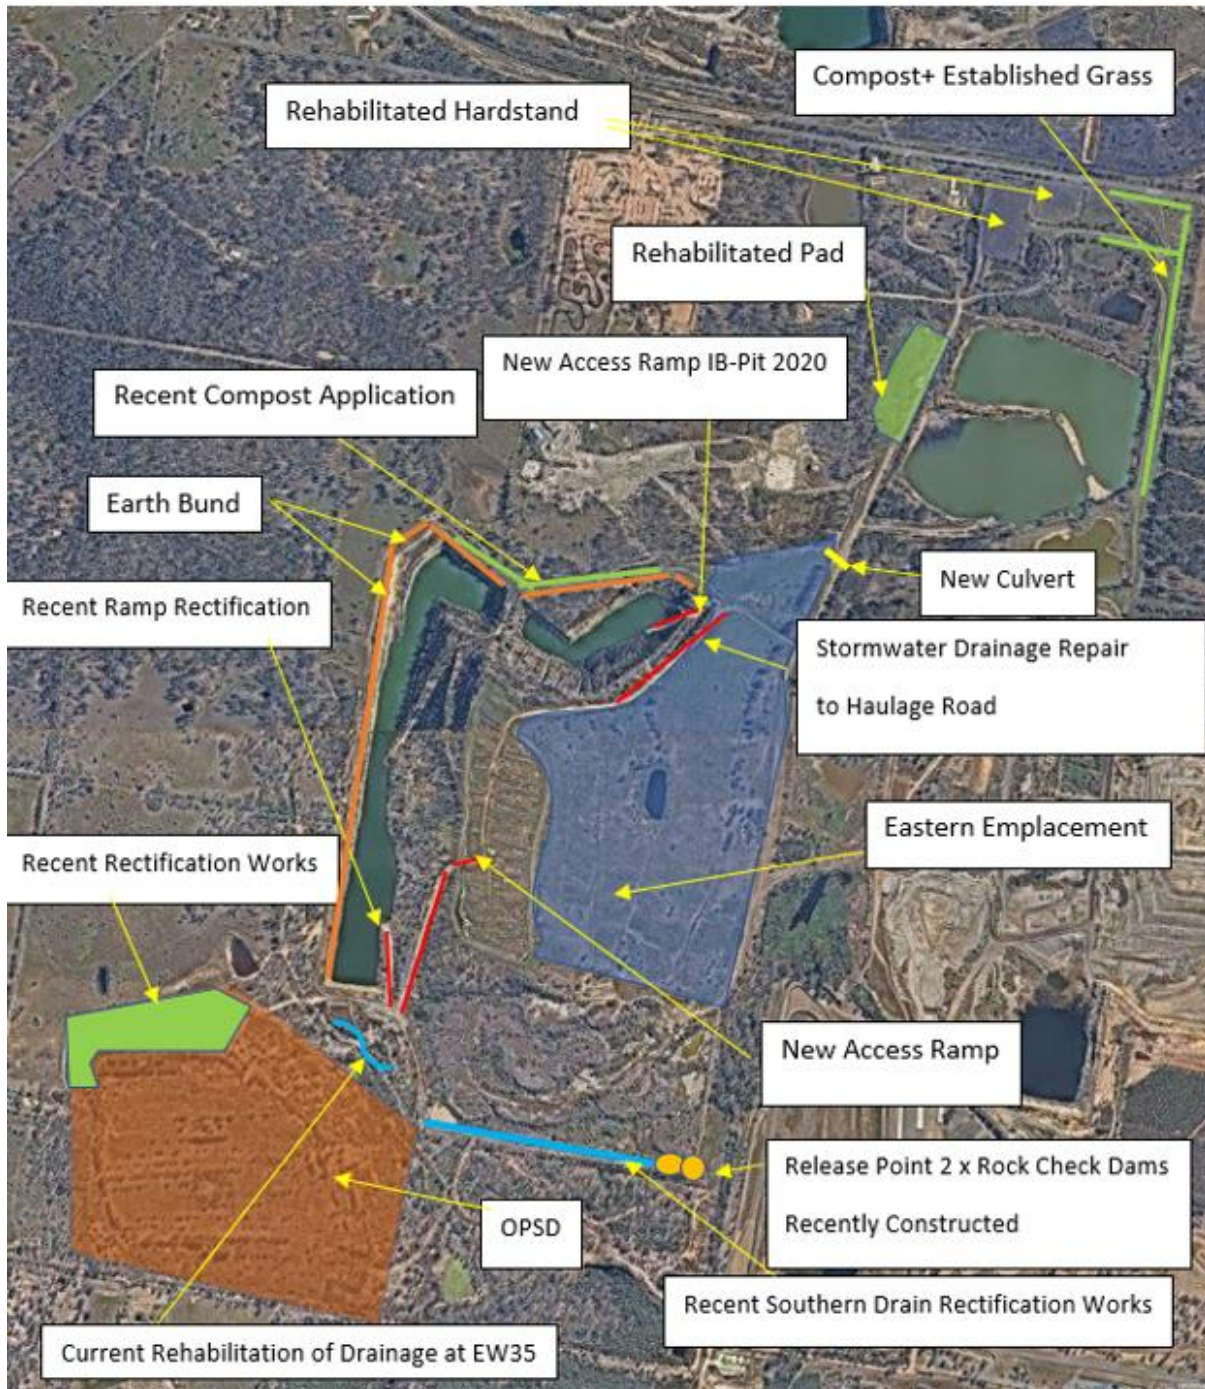 Compost+ Established Grass
Rehabilitated Hardstand
Rehabilitated Pad
New Access Ramp IB-Pit 2020
Recent Compost Application
Earth Bund
New Culvert
Recent Ramp Rectification
Stormwater Drainage Repair
to Haulage Road
Eastern Emplacement
Recent Rectification Works
New Access Ramp
Release Point 2 x Rock Check Dams
Recently Constructed
OPSD
Recent Southern Drain Rectification Works
Current Rehabilitation of Drainage at EW35